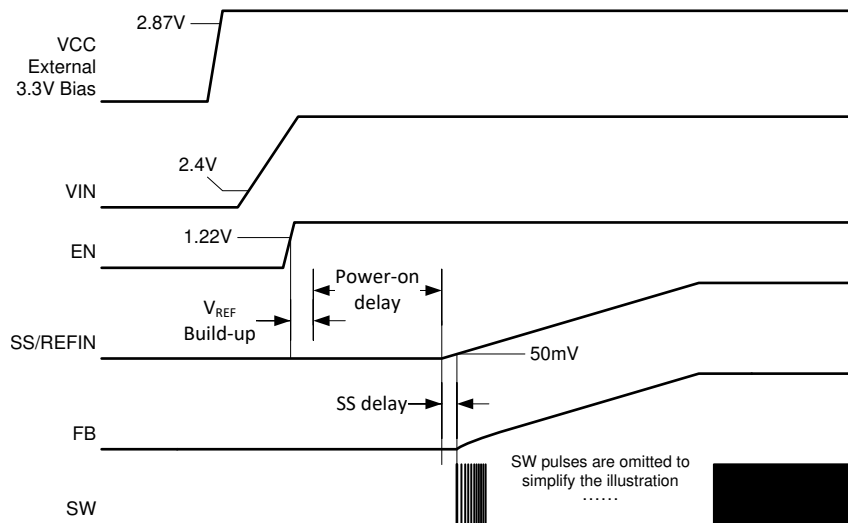 2.87V
VCC
External
3.3V Bias
2.4V
VIN
1.22V
EN
Power-on
delay
VREF
Build-up
SS/REFIN
50mV
SS delay
FB
SW pulses are omitted to
simplify the illustration
......
SW